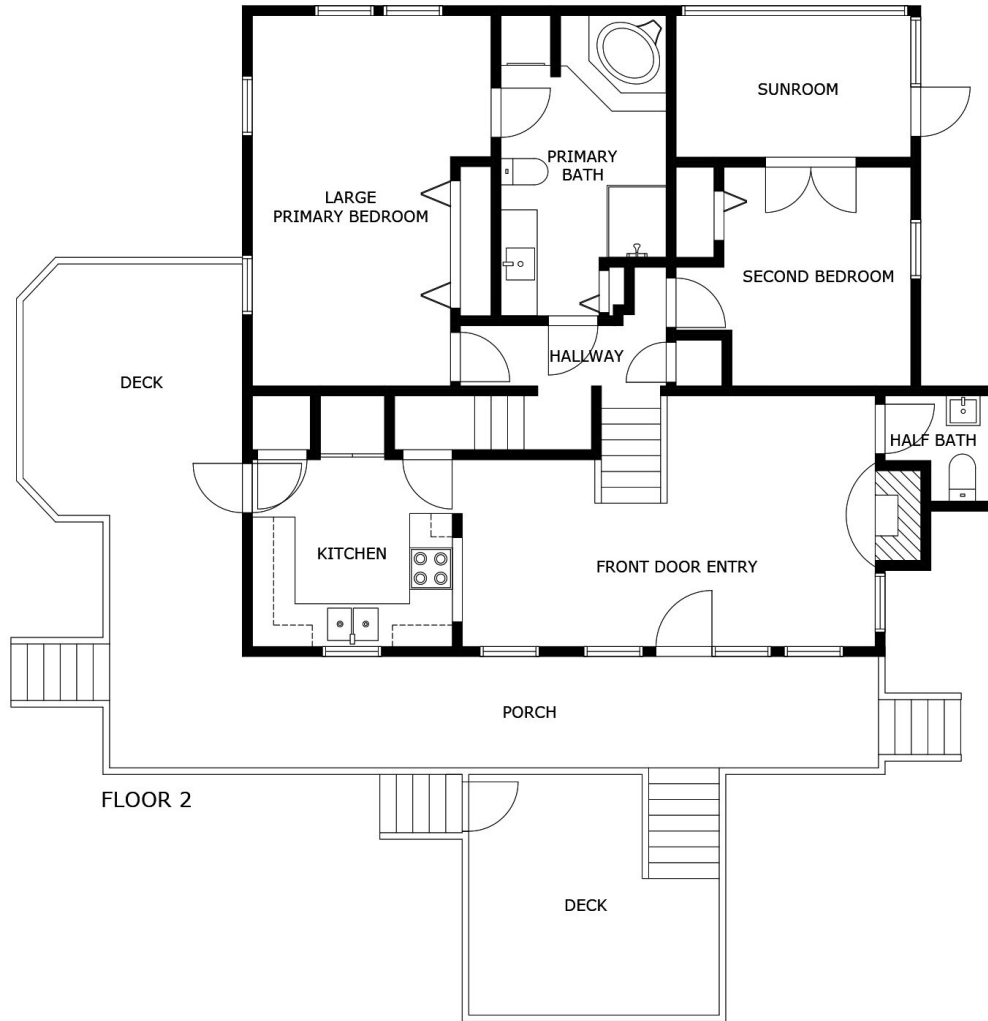 SUNROOM
PRIMARY
BATH
LARGE
PRIMARY BEDROOM
SECOND BEDROOM
HALLWAY
DECK
HALF BATH
KITCHEN
FRONT DOOR ENTRY
PORCH
FLOOR 2
DECK